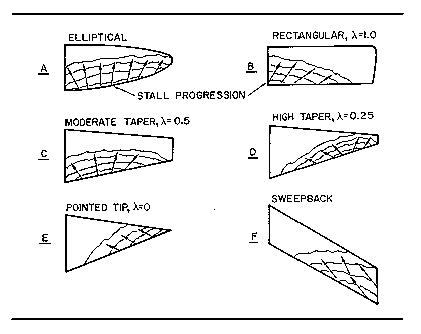 ELLIPTICAL
RECTANGULAR, λ=1.0
A
B
STALL PROGRESSION
MODERATE TAPER, λ=0.5
HIGH TAPER, λ=0.25
C
D
POINTED TIP, λ=0
SWEEPBACK
E
F